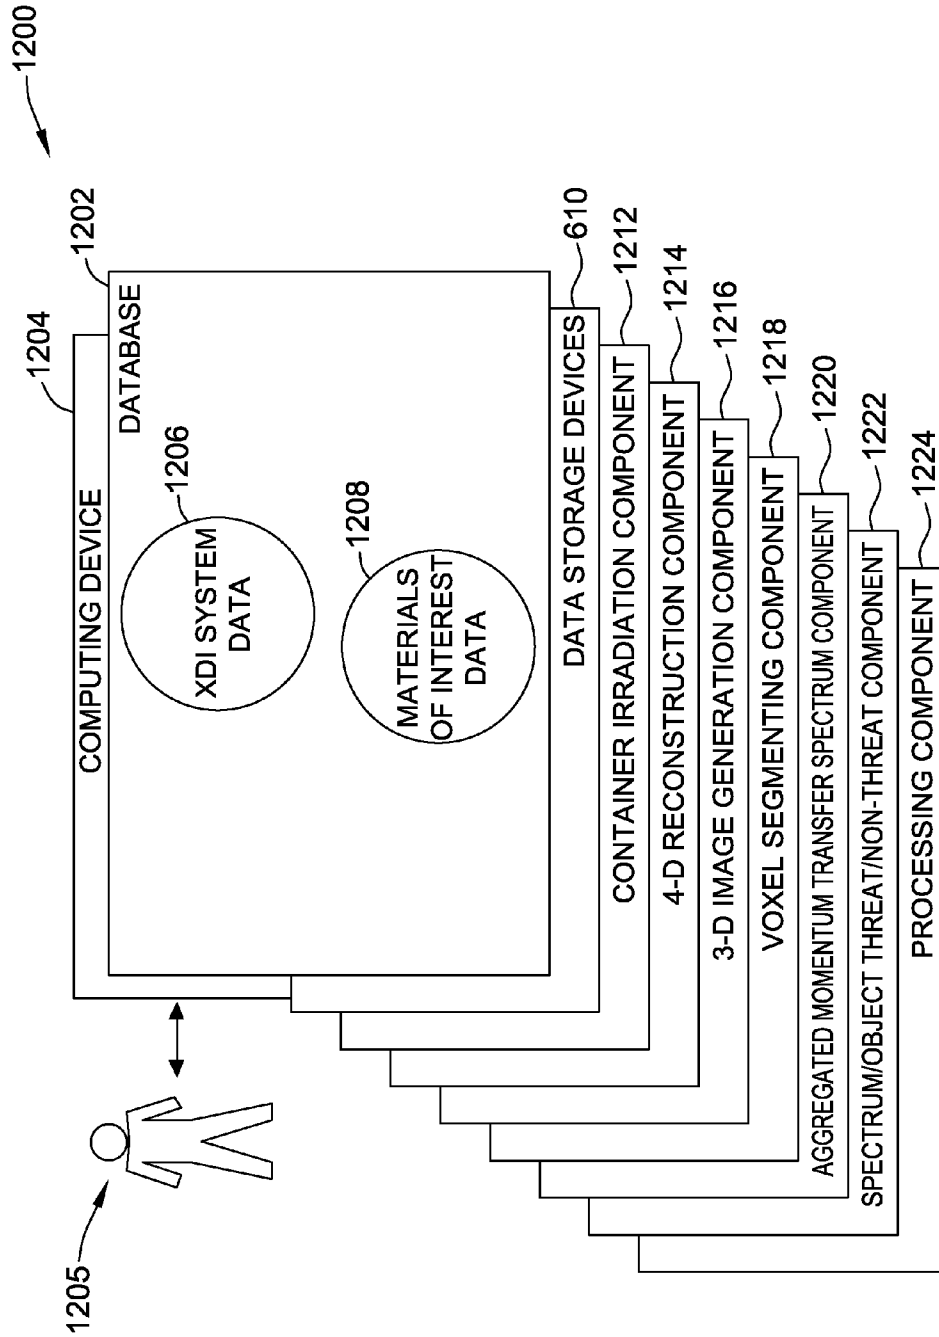 1200
1204
1202
COMPUTING DEVICE
DATABASE
1206
XDI SYSTEM
DATA
1208
MATERIALS
OF INTEREST
DATA
1205
DATA STORAGE DEVICES
610
CONTAINER IRRADIATION COMPONENT
1212
4-D RECONSTRUCTION COMPONENT
1214
3-D IMAGE GENERATION COMPONENT
1216
VOXEL SEGMENTING COMPONENT
1218
AGGREGATED MOMENTUM TRANSFER SPECTRUM COMPONENT
1220
SPECTRUM/OBJECT THREAT/NON-THREAT COMPONENT
1222
PROCESSING COMPONENT
1224